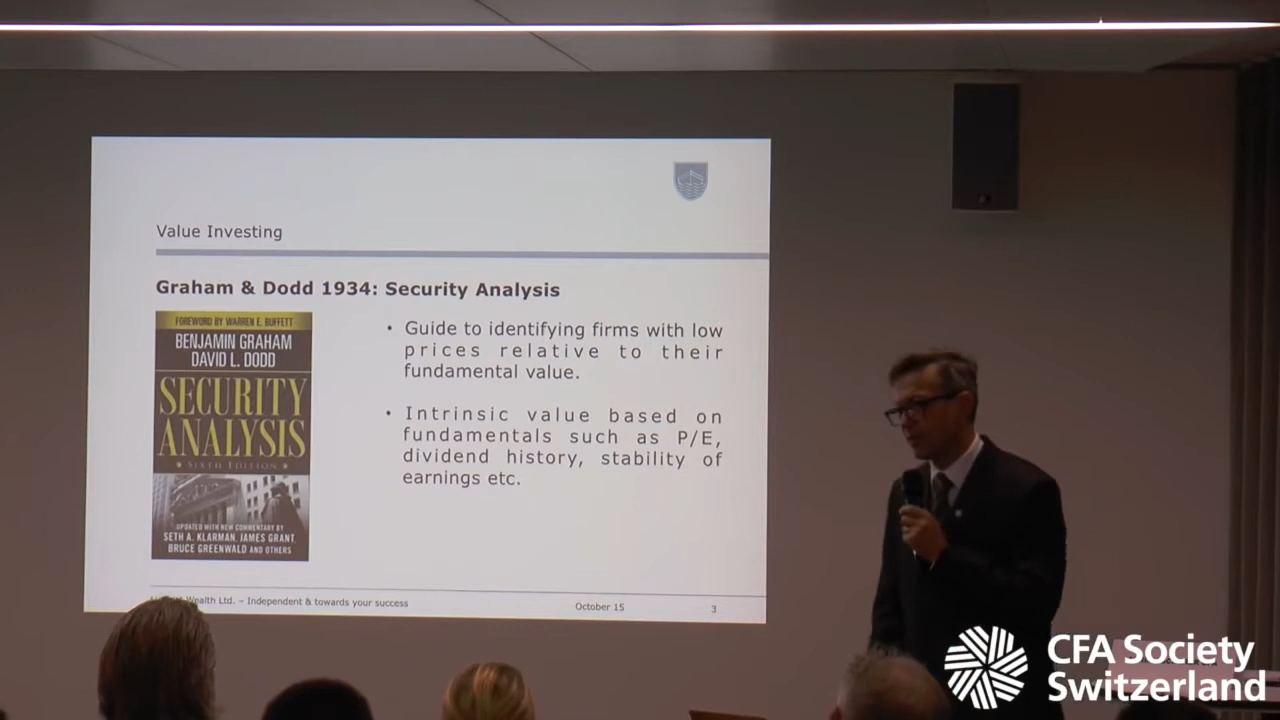 Value Investing
Graham & Dodd 1934: Security Analysis
FOREWORD BY WARREN E. BUFFETT
BENJAMIN GRAHAM
DAVID L. DODD
SECURITY
ANALYSIS
• SIXTH EDITION •
UPDATED WITH NEW COMMENTARY BY
SETH A. KLARMAN, JAMES GRANT,
BRUCE GREENWALD AND OTHERS
• Guide to identifying firms with low
prices relative to their
fundamental value.
• Intrinsic value based on
fundamentals such as P/E,
dividend history, stability of
earnings etc.
Wealth Ltd. – Independent & towards your success
October 15
3
CFA Society
Switzerland